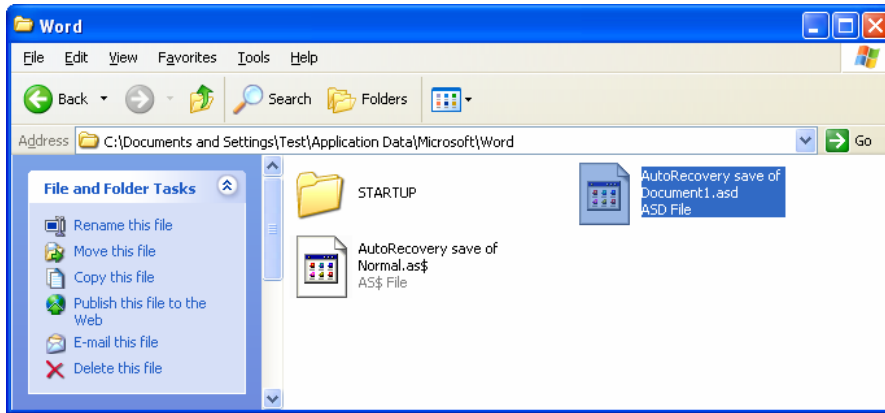 Word
File Edit View Favorites Tools Help
Back Search Folders
Address C:\Documents and Settings\Test\Application Data\Microsoft\Word Go
File and Folder Tasks
Rename this file
Move this file
Copy this file
Publish this file to the
Web
E-mail this file
Delete this file
STARTUP
AutoRecovery save of
Document1.asd
ASD File
AutoRecovery save of
Normal.as$
AS$ File